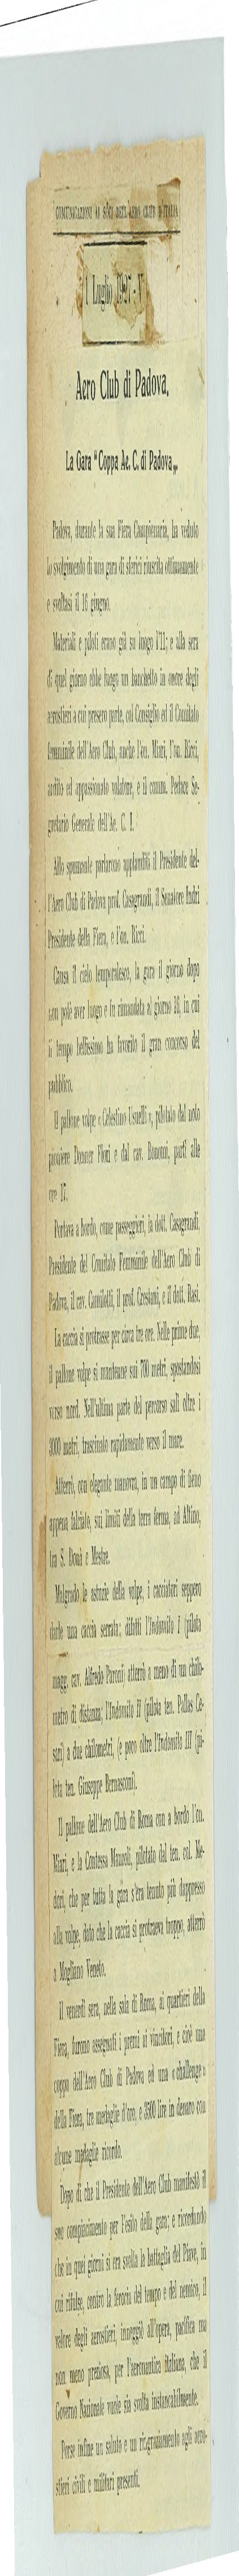 COMUNICAZIONI AI SOCI DELL'AERO CLUB D'ITALIA
1 Luglio 1927 - V
Aero Club di Padova.
La Gara "Coppa Ae. C. di Padova„.
Padova, durante la sua Fiera Campionaria, ha veduto
lo svolgimento di una gara di sferici riuscita ottimamente
e svoltasi il 16 giugno.
Materiali e piloti erano già su luogo l'11; e alla sera
di quel giorno ebbe luogo un banchetto in onore degli
aerostieri a cui presero parte, col Consiglio ed il Comitato
femminile dell'Aero Club, anche l'on. Miari, l'on. Ricci,
ardito ed appassionato volatore, e il comm. Perfece Se-
gretario Generale dell'Ae. C. I.
Allo spumante parlarono applauditi il Presidente del-
l'Aero Club di Padova prof. Casagrandi, il Senatore Indri
Presidente della Fiera, e l'on. Ricci.
Causa il cielo temporalesco, la gara il giorno dopo
non potè aver luogo e fu rimandata al giorno 16, in cui
il tempo bellissimo ha favorito il gran concorso del
pubblico.
Il pallone volpe « Celestino Usuelli », pilotato dal noto
pioniere Donner Flori e dal cav. Bonomi, partì alle
ore 17.
Portava a bordo, come passeggieri, la dott. Casagrandi,
Presidente del Comitato Femminile dell'Aero Club di
Padova, il cav. Camiletti, il prof. Crestani, e il dott. Rasi.
La caccia si protrasse per circa tre ore. Nelle prime due,
il pallone volpe si mantenne sui 700 metri, spostandosi
verso nord. Nell'ultima parte del percorso salì oltre i
3000 metri, trascinato rapidamente verso il mare.
Atterrò, con elegante manovra, in un campo di fieno
appena falciato, sui limiti della terra ferma, ad Altino,
tra S. Donà e Mestre.
Malgrado le astuzie della volpe, i cacciatori seppero
darle una caccia serrata; difatti l'Indomito I (pilota
magg. cav. Alfredo Parodi) atterrò a meno di un chilo-
metro di distanza; l'Indomito II (pilota ten. Pallas Ce-
sari) a due chilometri, (e poco oltre l'Indomito III (pi-
lota ten. Giuseppe Bernasconi).
Il pallone dell'Aero Club di Roma con a bordo l'on.
Miari, e la Contessa Mazzoli, pilotato dal ten. col. Me-
dori, che per tutta la gara s'era tenuto più dappresso
alla volpe, dato che la caccia si protraeva troppo, atterrò
a Mogliano Veneto.
Il venerdì sera, nella sala di Roma, ai quartieri della
Fiera, furono assegnati i premi ai vincitori, e cioè una
coppa dell'Aero Club di Padova ed una « challenge »
della Fiera, tre medaglie d'oro, e 3500 lire in denaro con
alcune medaglie ricordo.
Dopo di che il Presidente dell'Aero Club manifestò il
suo compiacimento per l'esito della gara; e ricordando
che in quei giorni si era svolta la battaglia del Piave, in
cui rifulse, contro la ferocia del tempo e del nemico, il
valore degli aerostieri, inneggiò all'opera, pacifica ma
non meno preziosa, per l'aeronautica italiana, che il
Governo Nazionale vuole sia svolta instancabilmente.
Porse infine un saluto e un ringraziamento agli aero-
stieri civili e militari presenti.